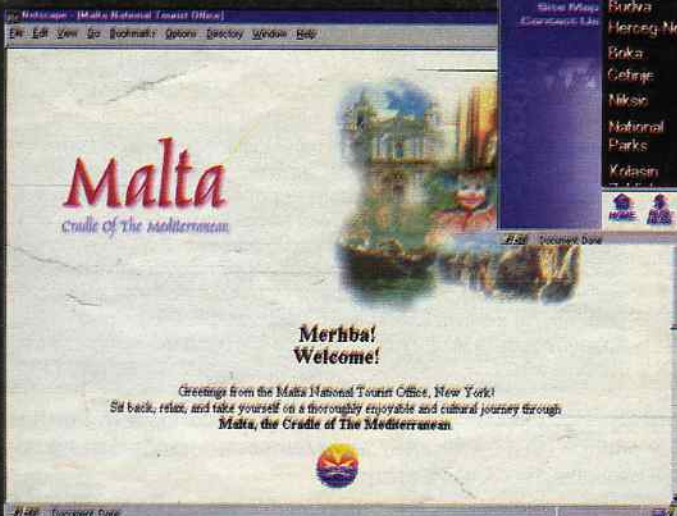 Netscape - [Malta National Tourist Office]
File Edit View Go Bookmarks Options Directory Window Help
Malta
Cradle Of The Mediterranean
Merhba!
Welcome!
Greetings from the Malta National Tourist Office, New York!
Sit back, relax, and take yourself on a thoroughly enjoyable and cultural journey through
Malta, the Cradle of The Mediterranean.
Document: Done
Site Map
Contact Us
Budva
Herceg-No
Boka
Cetinje
Niksic
National
Parks
Kolasin
HOME
Document: Done